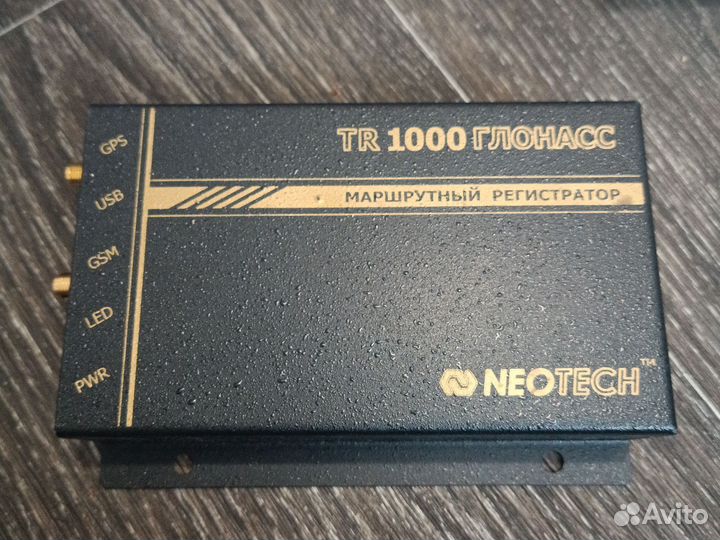 TR 1000 ГЛОНАСС
МАРШРУТНЫЙ РЕГИСТРАТОР
GPS
USB
GSM
LED
PWR
NEOTECH™
Avito